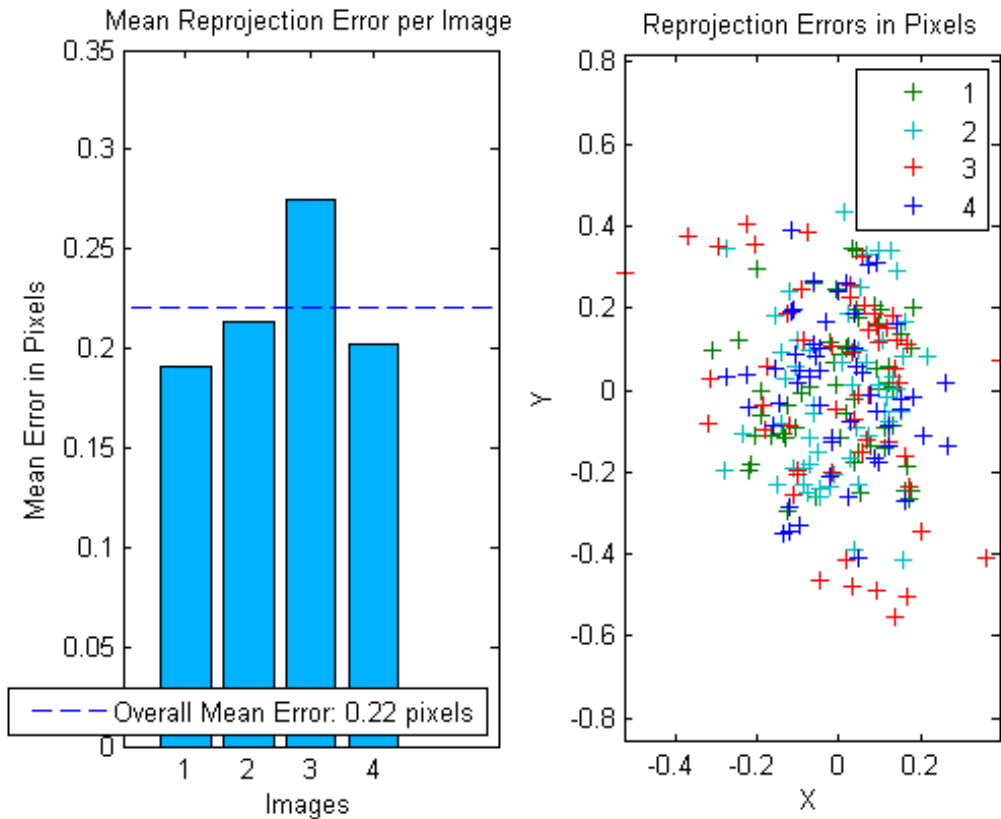 Mean Reprojection Error per Image
0.35
0.3
0.25
0.2
0.15
0.1
0.05
0
Mean Error in Pixels
Overall Mean Error: 0.22 pixels
1 2 3 4
Images
Reprojection Errors in Pixels
0.8
0.6
0.4
0.2
0
-0.2
-0.4
-0.6
-0.8
Y
1
2
3
4
-0.4 -0.2 0 0.2
X